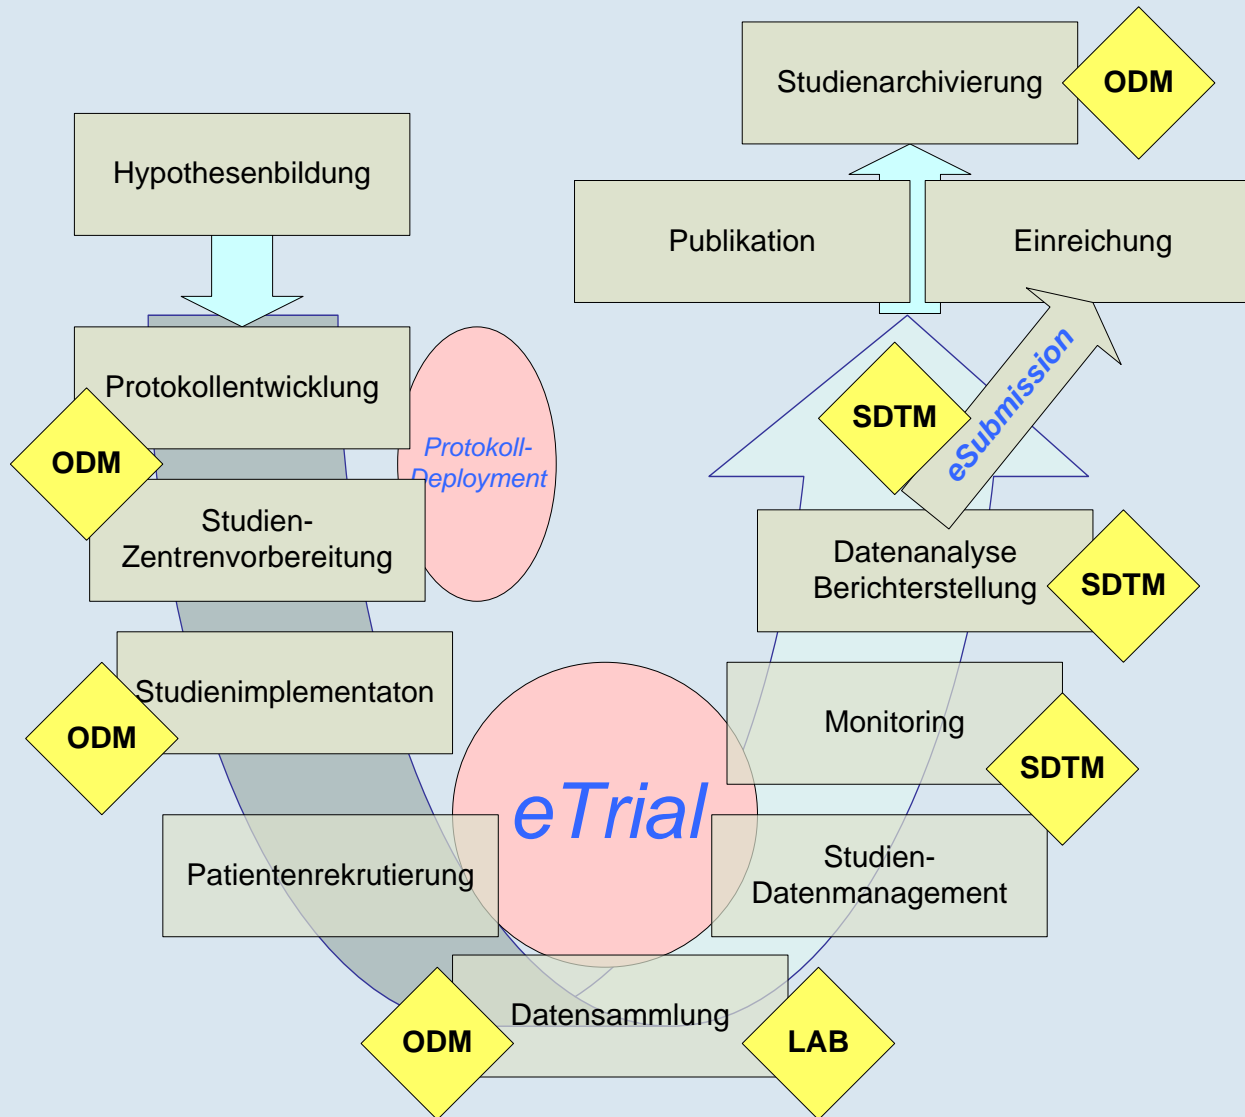 Studienarchivierung
ODM
Hypothesenbildung
Publikation
Einreichung
Protokollentwicklung
ODM
Protokoll-
Deployment
SDTM
eSubmission
Studien-
Zentrenvorbereitung
Datenanalyse
Berichterstellung
SDTM
Studienimplementaton
ODM
Monitoring
SDTM
eTrial
Patientenrekrutierung
Studien-
Datenmanagement
Datensammlung
ODM
LAB